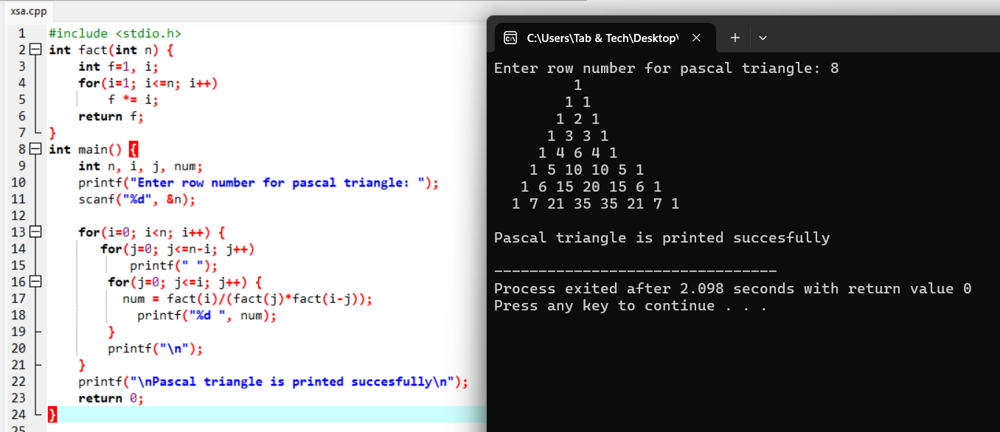 xsa.cpp
1 #include <stdio.h>
2 int fact(int n) {
3     int f=1, i;
4     for(i=1; i<=n; i++)
5         f *= i;
6     return f;
7 }
8 int main() {
9     int n, i, j, num;
10     printf("Enter row number for pascal triangle: ");
11     scanf("%d", &n);
12
13     for(i=0; i<n; i++) {
14        for(j=0; j<=n-i; j++)
15            printf(" ");
16         for(j=0; j<=i; j++) {
17           num = fact(i)/(fact(j)*fact(i-j));
18             printf("%d ", num);
19         }
20         printf("\n");
21     }
22     printf("\nPascal triangle is printed succesfully\n");
23     return 0;
24 }
25
C:\Users\Tab & Tech\Desktop\
Enter row number for pascal triangle: 8
         1
        1 1
       1 2 1
      1 3 3 1
     1 4 6 4 1
    1 5 10 10 5 1
   1 6 15 20 15 6 1
  1 7 21 35 35 21 7 1
Pascal triangle is printed succesfully
--------------------------------
Process exited after 2.098 seconds with return value 0
Press any key to continue . . .